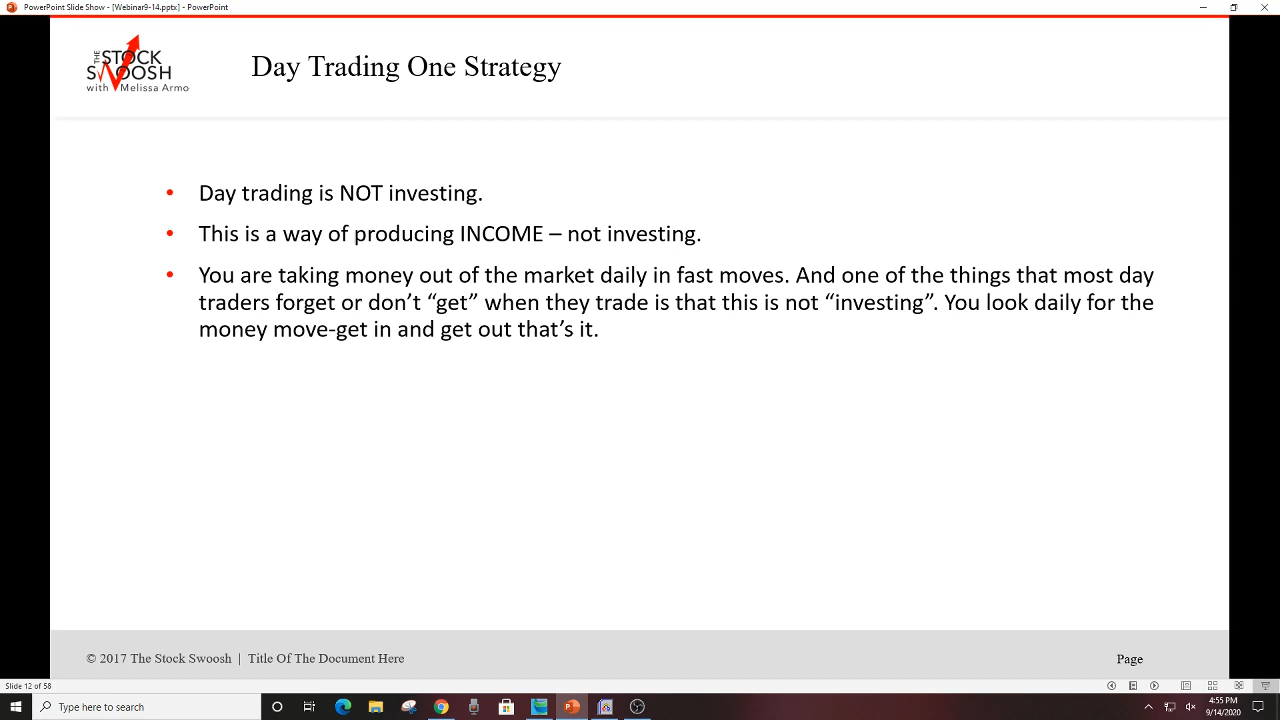 PowerPoint Slide Show - [Webinar9-14.pptx] - PowerPoint
THE
STOCK
SWOOSH
with Melissa Armo
Day Trading One Strategy
• Day trading is NOT investing.
• This is a way of producing INCOME – not investing.
• You are taking money out of the market daily in fast moves. And one of the things that most day
traders forget or don’t “get” when they trade is that this is not “investing”. You look daily for the
money move-get in and get out that’s it.
© 2017 The Stock Swoosh | Title Of The Document Here
Page
Slide 12 of 58
Type here to search
4:55 PM
9/14/2020